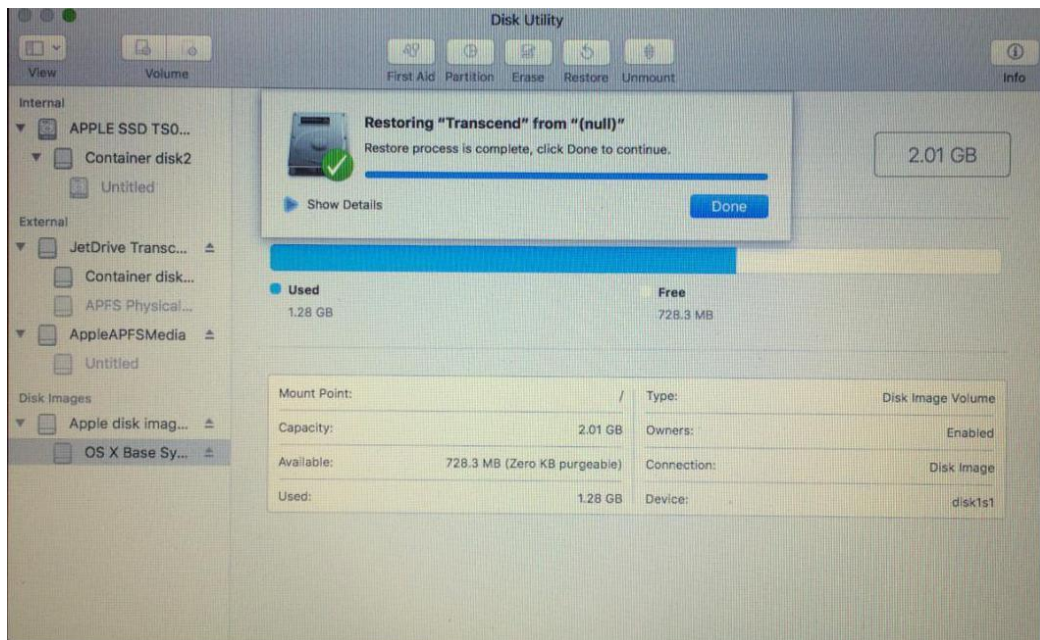 Disk Utility
View
Volume
First Aid
Partition
Erase
Restore
Unmount
Info
Internal
APPLE SSD TS0...
Container disk2
Untitled
External
JetDrive Transc...
Container disk...
APFS Physical...
AppleAPFSMedia
Untitled
Disk Images
Apple disk imag...
OS X Base Sy...
Restoring "Transcend" from "(null)"
Restore process is complete, click Done to continue.
Show Details
Done
2.01 GB
Used
1.28 GB
Free
728.3 MB
Mount Point: /
Capacity: 2.01 GB
Available: 728.3 MB (Zero KB purgeable)
Used: 1.28 GB
Type: Disk Image Volume
Owners: Enabled
Connection: Disk Image
Device: disk1s1